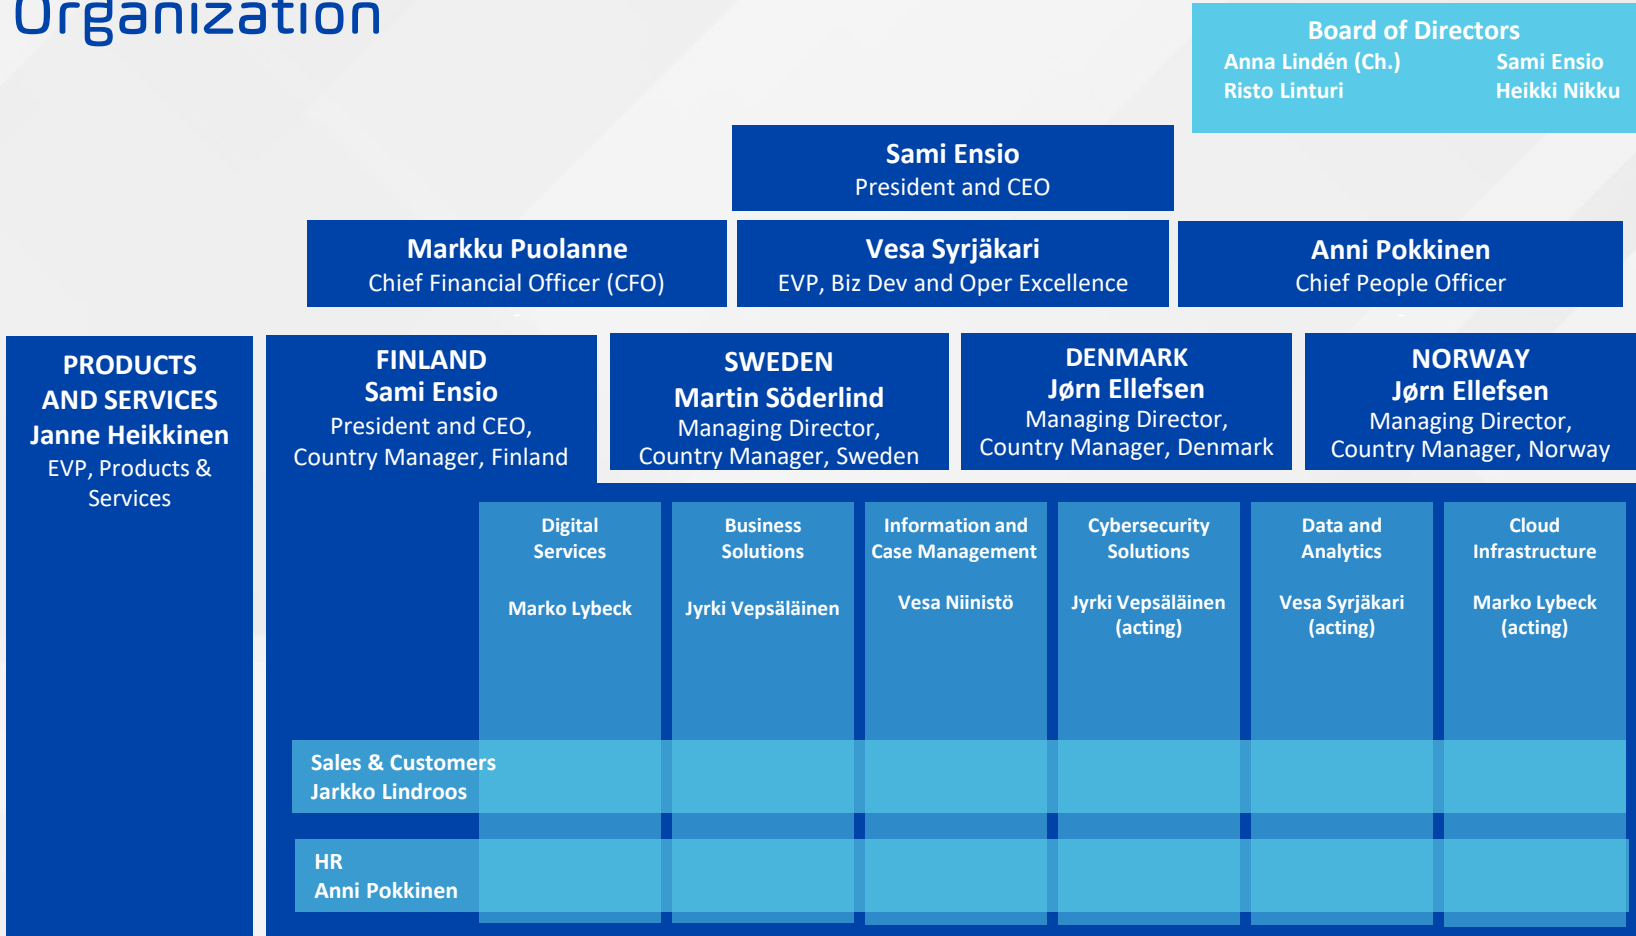 Organization
Board of Directors
Anna Lindén (Ch.) Sami Ensio
Risto Linturi Heikki Nikku
Sami Ensio
President and CEO
Markku Puolanne
Chief Financial Officer (CFO)
Vesa Syrjäkari
EVP, Biz Dev and Oper Excellence
Anni Pokkinen
Chief People Officer
PRODUCTS
AND SERVICES
Janne Heikkinen
EVP, Products &
Services
FINLAND
Sami Ensio
President and CEO,
Country Manager, Finland
SWEDEN
Martin Söderlind
Managing Director,
Country Manager, Sweden
DENMARK
Jørn Ellefsen
Managing Director,
Country Manager, Denmark
NORWAY
Jørn Ellefsen
Managing Director,
Country Manager, Norway
Digital
Services
Marko Lybeck
Business
Solutions
Jyrki Vepsäläinen
Information and
Case Management
Vesa Niinistö
Cybersecurity
Solutions
Jyrki Vepsäläinen
(acting)
Data and
Analytics
Vesa Syrjäkari
(acting)
Cloud
Infrastructure
Marko Lybeck
(acting)
Sales & Customers
Jarkko Lindroos
HR
Anni Pokkinen